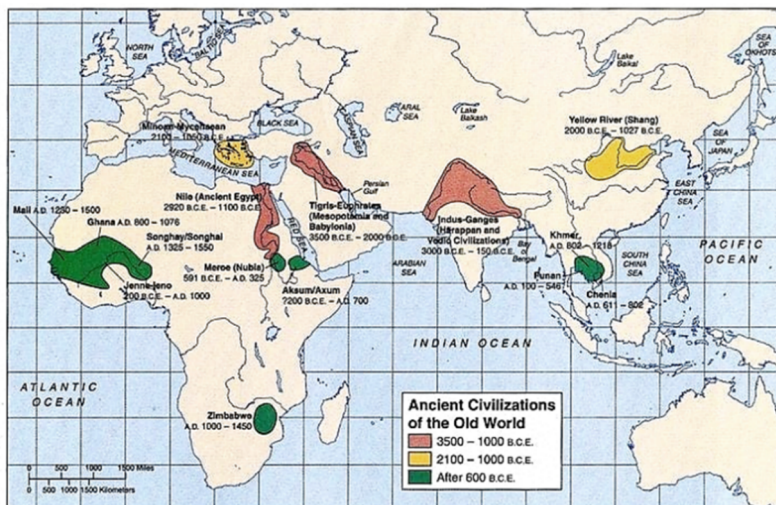 NORTH
SEA
BALTIC SEA
Lake
Baikal
SEA
OF
OKHOTSK
BLACK SEA
CASPIAN SEA
ARAL
SEA
Lake
Balkash
Minoan-Mycenaean
2100 – 1050 B.C.E.
MEDITERRANEAN SEA
Yellow River (Shang)
2000 B.C.E. – 1027 B.C.E.
SEA
OF
JAPAN
Persian
Gulf
EAST
CHINA SEA
Nile (Ancient Egypt)
2920 B.C.E. – 1100 B.C.E.
Tigris-Euphrates
(Mesopotamia and
Babylonia)
3500 B.C.E. – 2000 B.C.E.
Mali A.D. 1250 – 1500
Ghana A.D. 800 – 1076
Songhay/Songhai
A.D. 1325 – 1550
RED SEA
Indus-Ganges
(Harappan and
Vedic Civilizations)
3000 B.C.E. – 150 B.C.E.
Bay
of
Bengal
ARABIAN
SEA
Khmer
A.D. 802 – 1218
SOUTH
CHINA
SEA
PACIFIC
OCEAN
Jenne-jeno
200 B.C.E. – A.D. 1000
Meroe (Nubia)
591 B.C.E. – A.D. 325
Aksum/Axum
?200 B.C.E. – A.D. 700
Funan
A.D. 100 – 546
Chenla
A.D. 611 – 802
INDIAN OCEAN
ATLANTIC
OCEAN
Zimbabwe
A.D. 1000 – 1450
Ancient Civilizations
of the Old World
3500 – 1000 B.C.E.
2100 – 1000 B.C.E.
After 600 B.C.E.
0 500 1000 1500 Miles
0 500 1000 1500 Kilometers